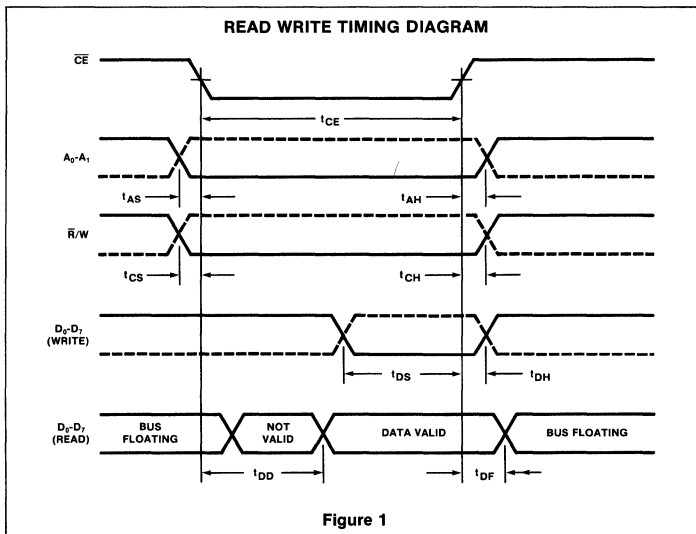 READ WRITE TIMING DIAGRAM
CE
tCE
A0-A1
tAS
tAH
R/W
tCS
tCH
D0-D7
(WRITE)
tDS
tDH
D0-D7
(READ)
BUS
FLOATING
NOT
VALID
DATA VALID
BUS FLOATING
tDD
tDF
Figure 1